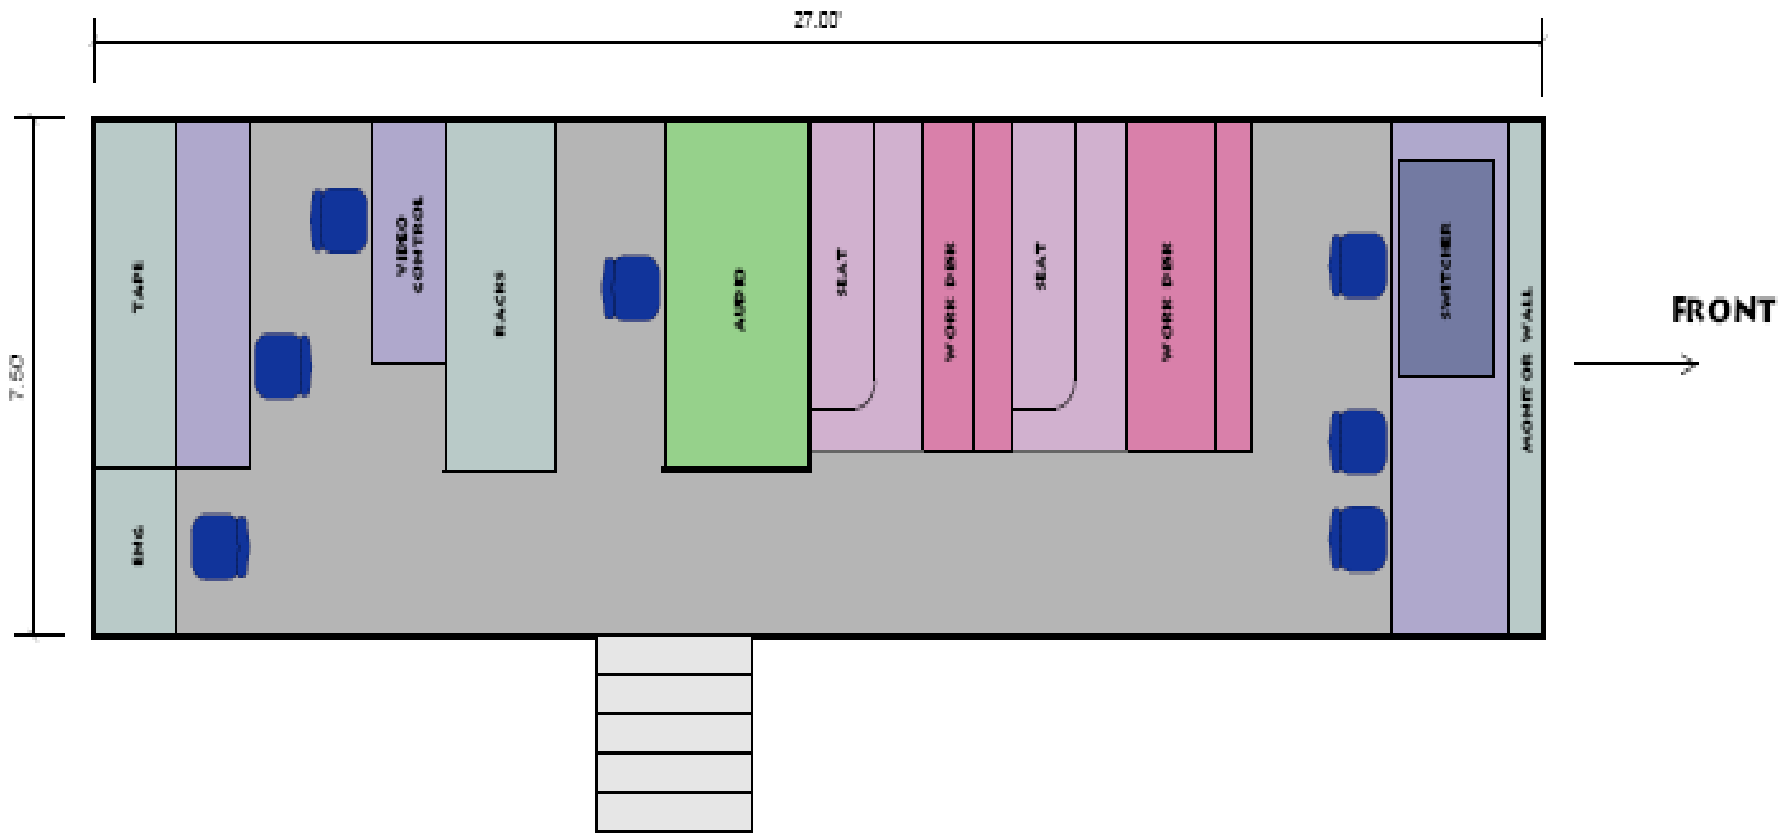 27.00'
7.50
TAPE
ENG
VIDEO
CONTROL
RACKS
AUDIO
SEAT
WORK DESK
SEAT
WORK DESK
SWITCHER
MONITOR WALL
FRONT